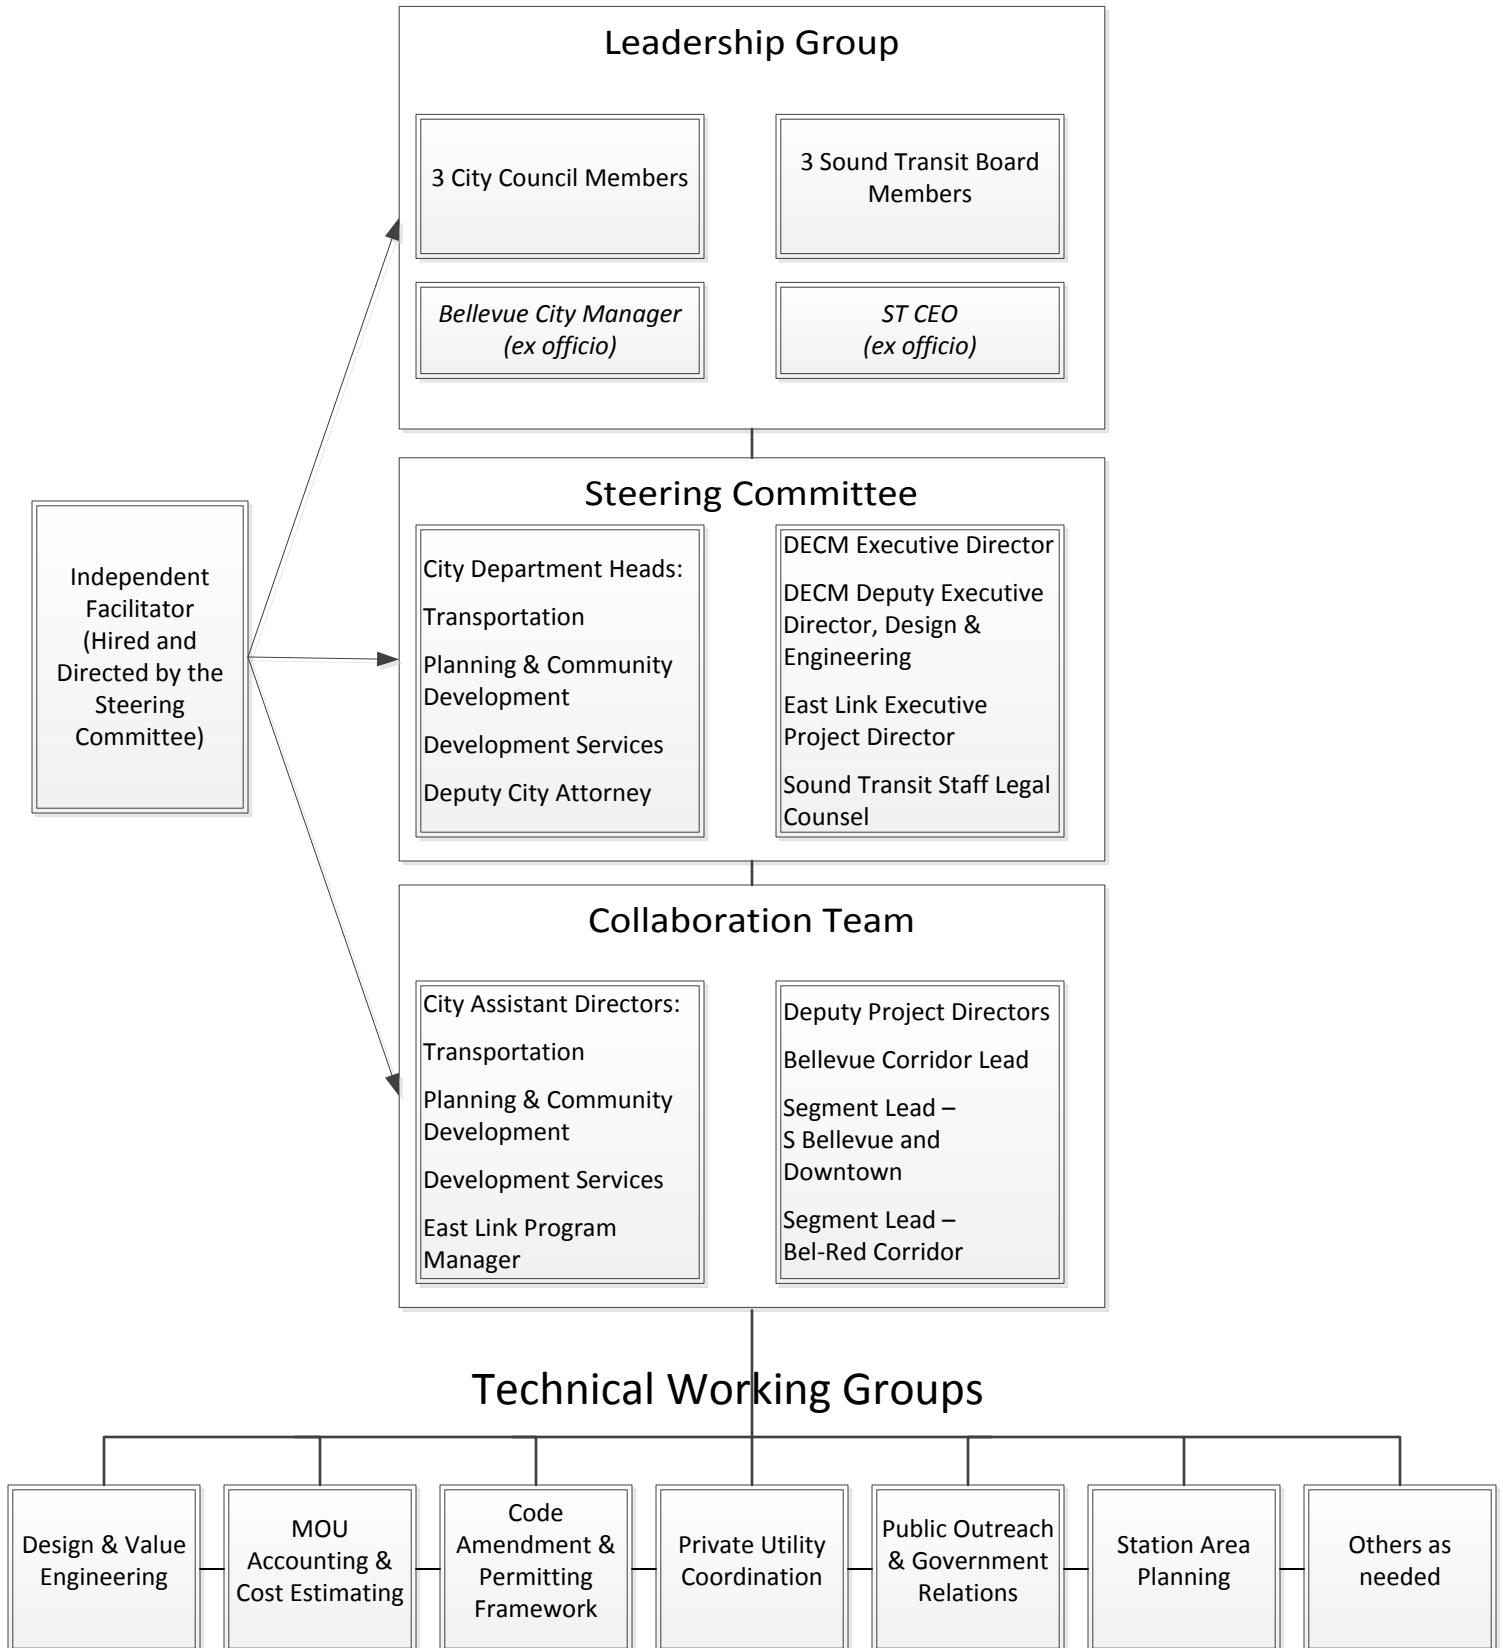 Leadership Group
3 City Council Members
3 Sound Transit Board
Members
Bellevue City Manager
(ex officio)
ST CEO
(ex officio)
Independent
Facilitator
(Hired and
Directed by the
Steering
Committee)
Steering Committee
City Department Heads:
Transportation
Planning & Community
Development
Development Services
Deputy City Attorney
DECM Executive Director
DECM Deputy Executive
Director, Design &
Engineering
East Link Executive
Project Director
Sound Transit Staff Legal
Counsel
Collaboration Team
City Assistant Directors:
Transportation
Planning & Community
Development
Development Services
East Link Program
Manager
Deputy Project Directors
Bellevue Corridor Lead
Segment Lead –
S Bellevue and
Downtown
Segment Lead –
Bel-Red Corridor
Technical Working Groups
Design & Value
Engineering
MOU
Accounting &
Cost Estimating
Code
Amendment &
Permitting
Framework
Private Utility
Coordination
Public Outreach
& Government
Relations
Station Area
Planning
Others as
needed